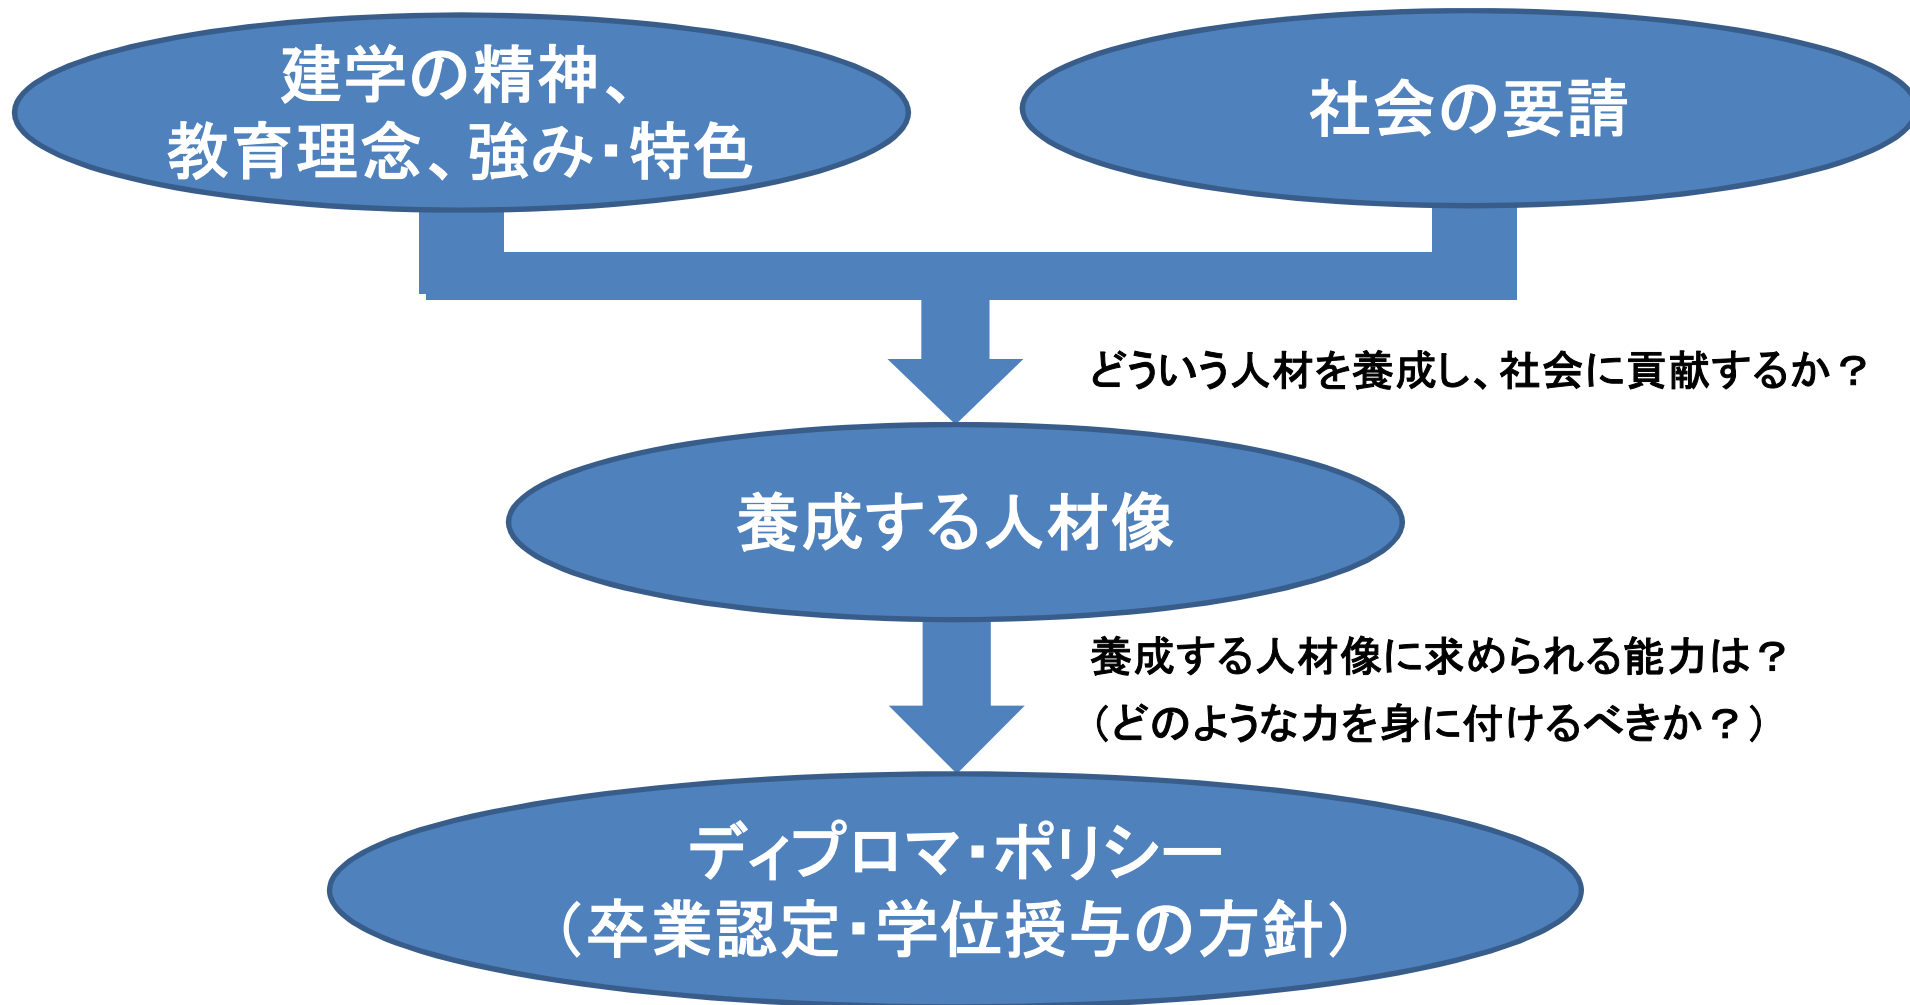 建学の精神、
教育理念、強み・特色
社会の要請
どういう人材を養成し、社会に貢献するか？
養成する人材像
養成する人材像に求められる能力は？
（どのような力を身に付けるべきか？）
ディプロマ・ポリシー
（卒業認定・学位授与の方針）